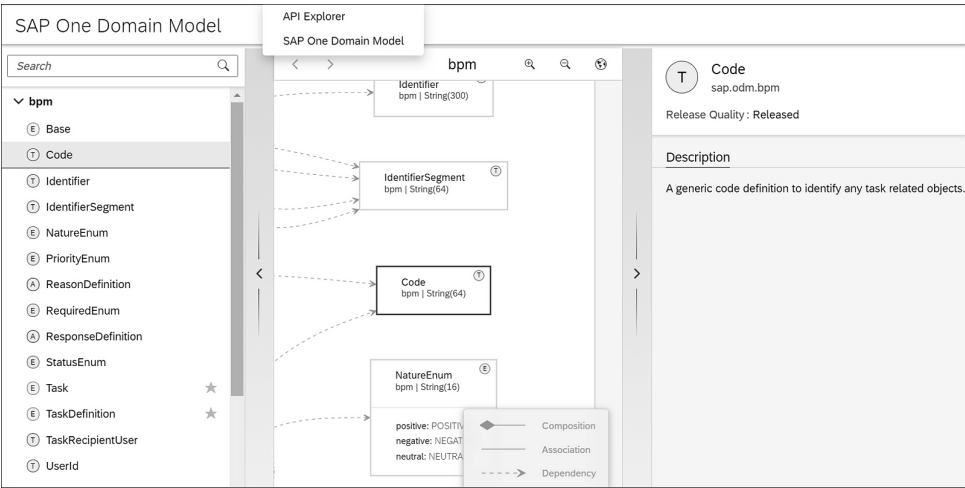 SAP One Domain Model
API Explorer
SAP One Domain Model
Search
bpm
E Base
T Code
T Identifier
T IdentifierSegment
E NatureEnum
E PriorityEnum
A ReasonDefinition
E RequiredEnum
A ResponseDefinition
E StatusEnum
E Task
E TaskDefinition
T TaskRecipientUser
T UserId
bpm
Identifier
bpm | String(300)
IdentifierSegment T
bpm | String(64)
Code T
bpm | String(64)
NatureEnum E
bpm | String(16)
positive: POSITIV
negative: NEGAT
neutral: NEUTRA
Composition
Association
Dependency
T Code
sap.odm.bpm
Release Quality : Released
Description
A generic code definition to identify any task related objects.